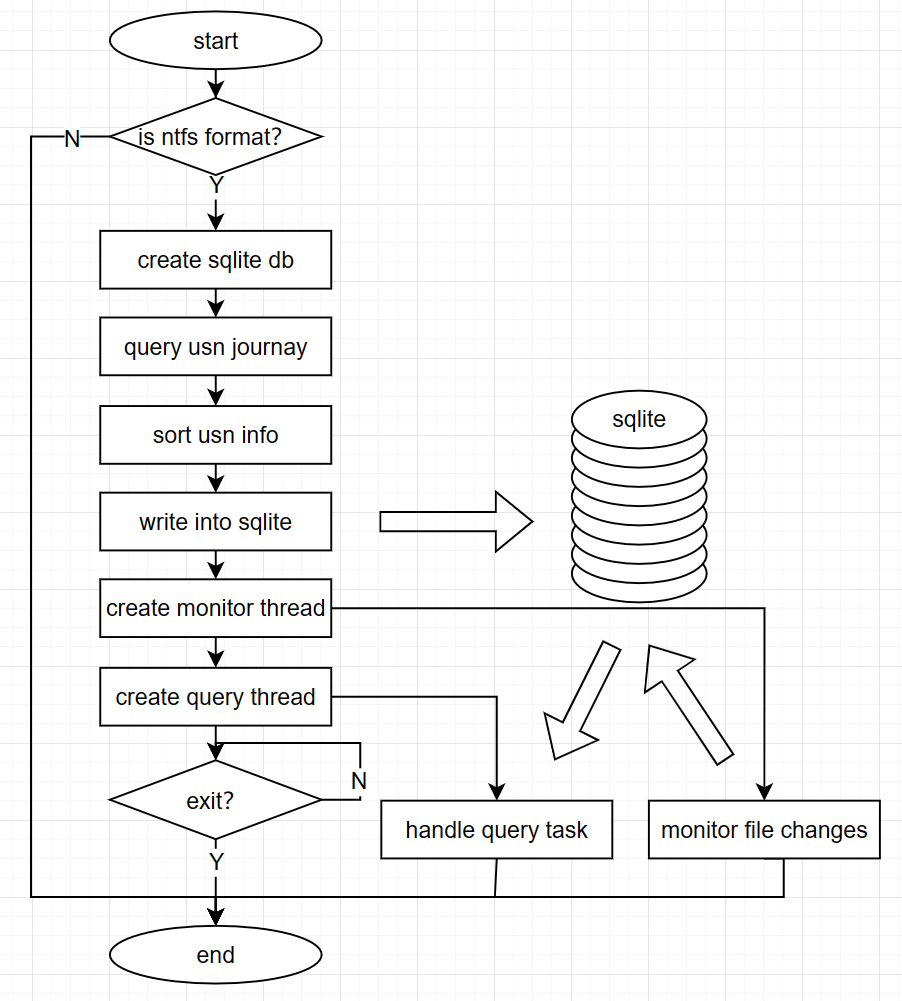 start
is ntfs format?
N
Y
create sqlite db
query usn journay
sort usn info
sqlite
write into sqlite
create monitor thread
create query thread
N
exit?
handle query task
monitor file changes
Y
end